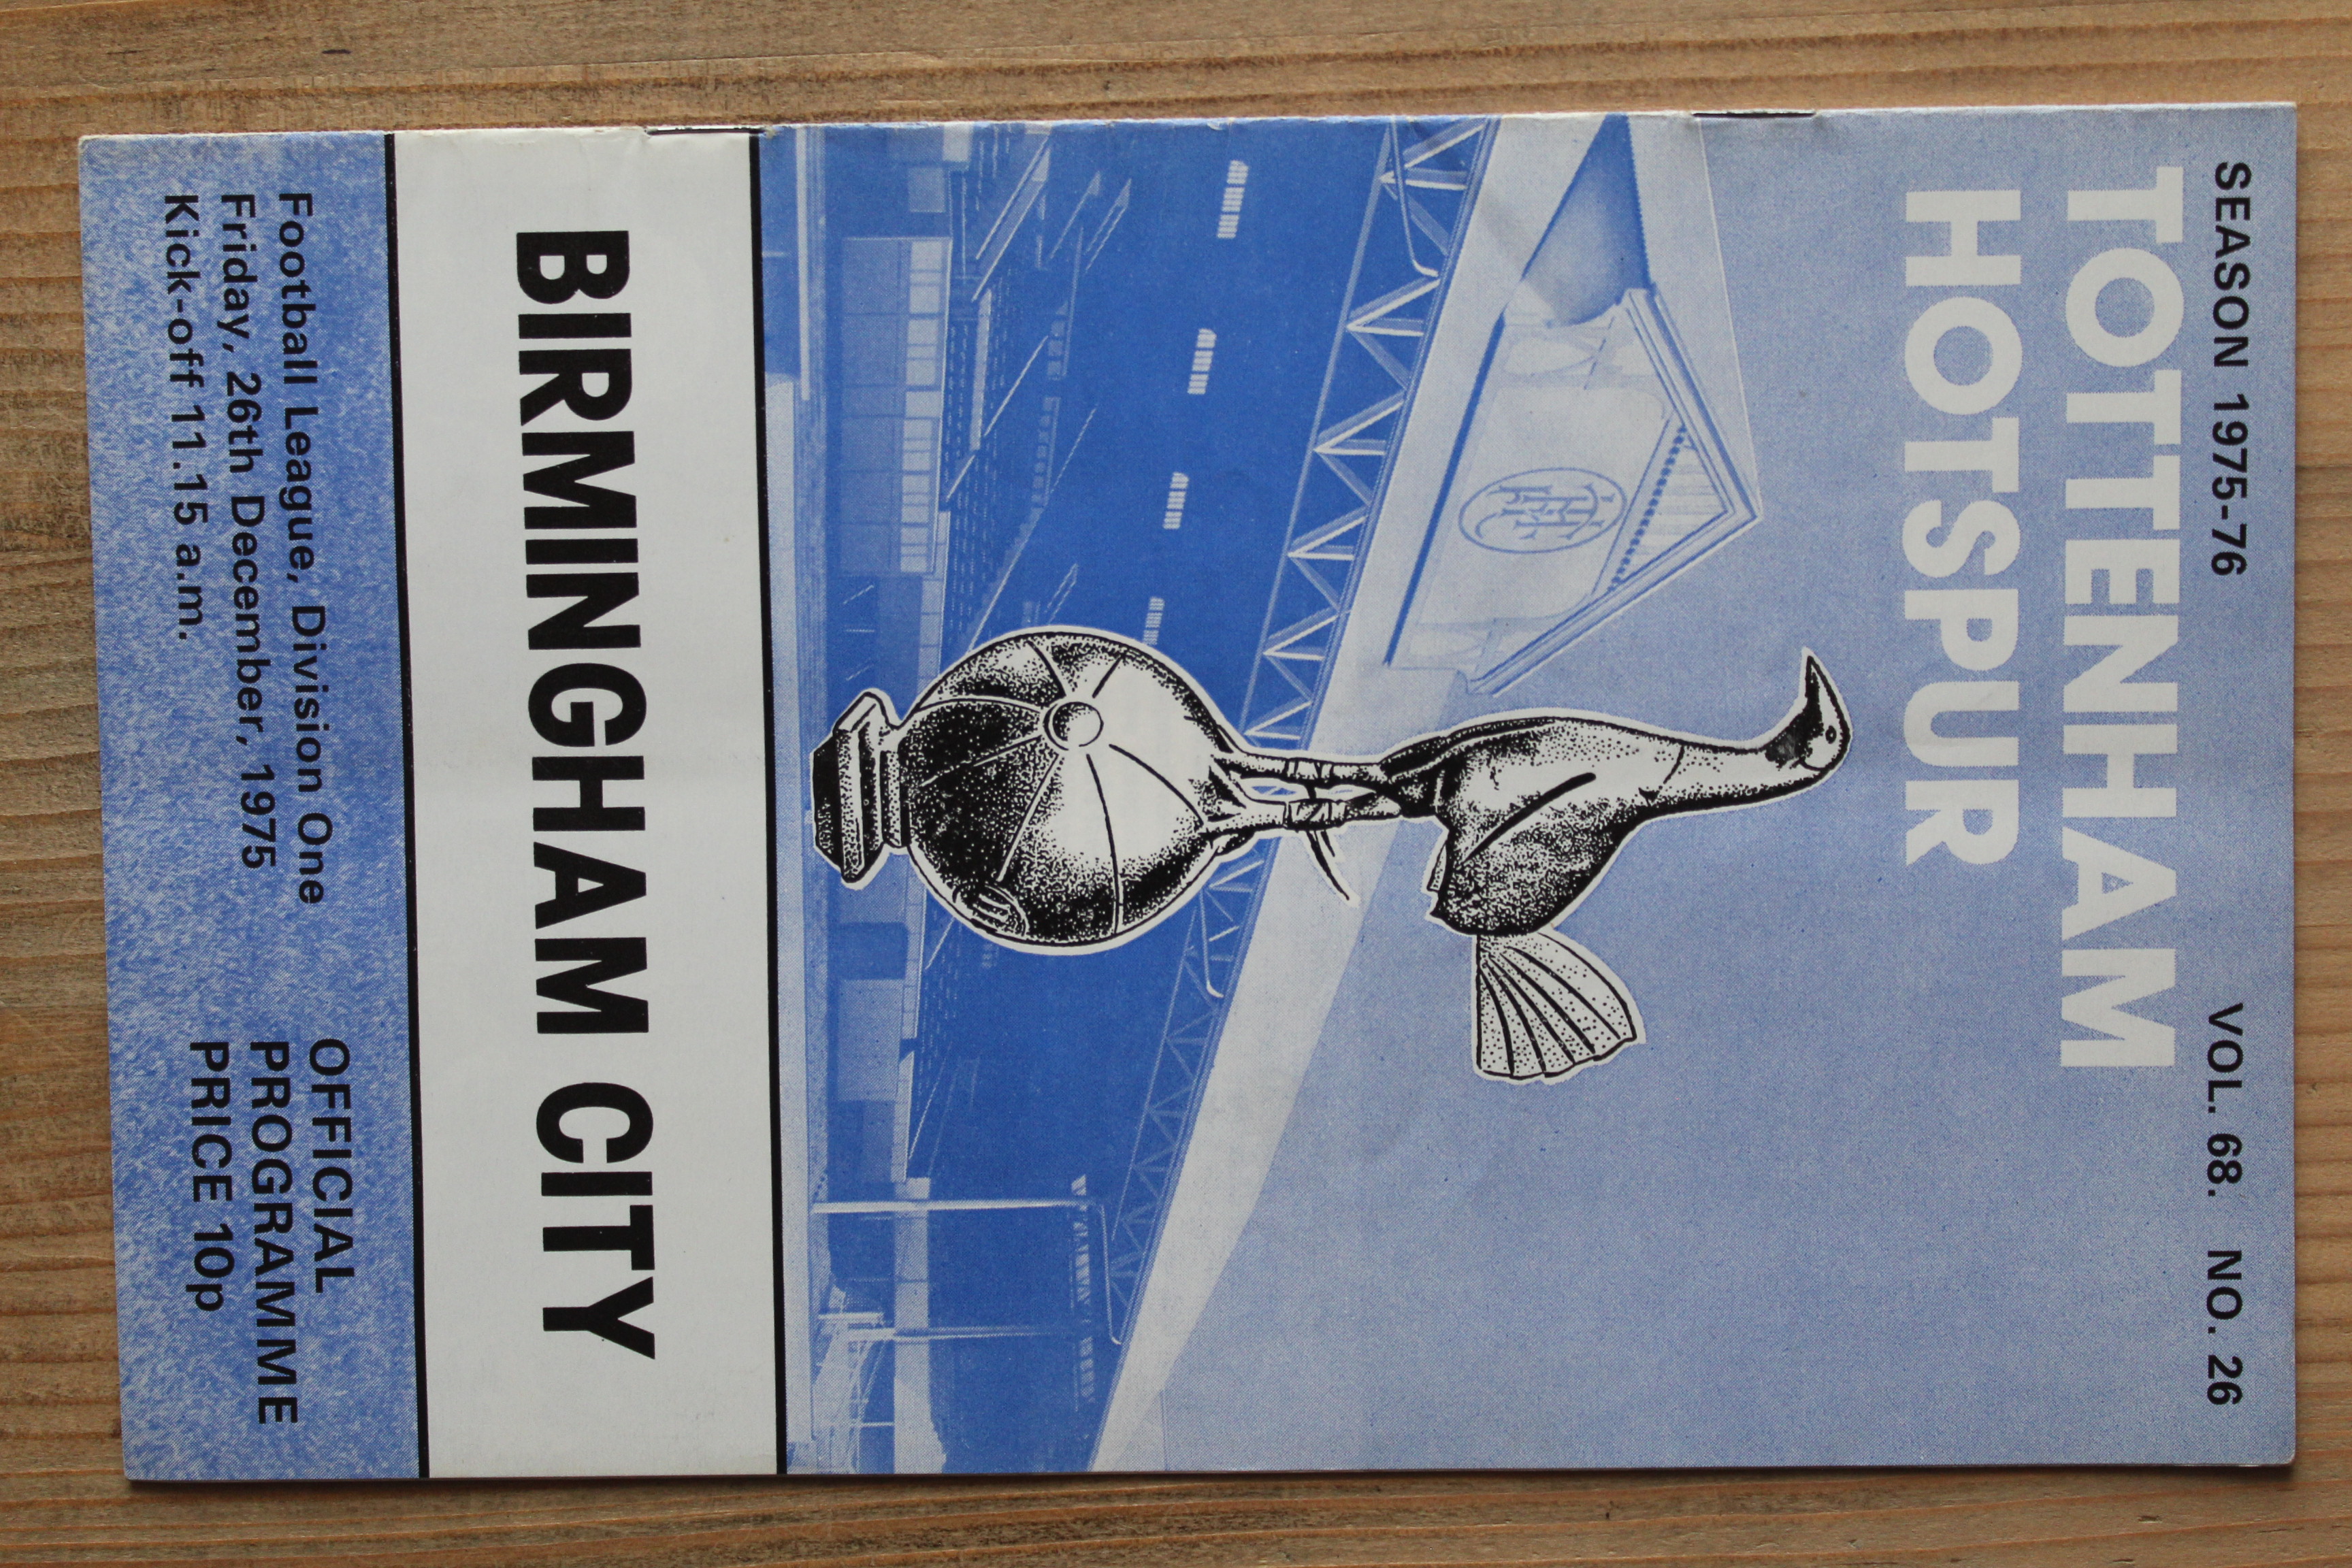 SEASON 1975-76 VOL. 68. NO. 26
TOTTENHAM
HOTSPUR
BIRMINGHAM CITY
Football League, Division One
Friday, 26th December, 1975
Kick-off 11.15 a.m.
OFFICIAL
PROGRAMME
PRICE 10p